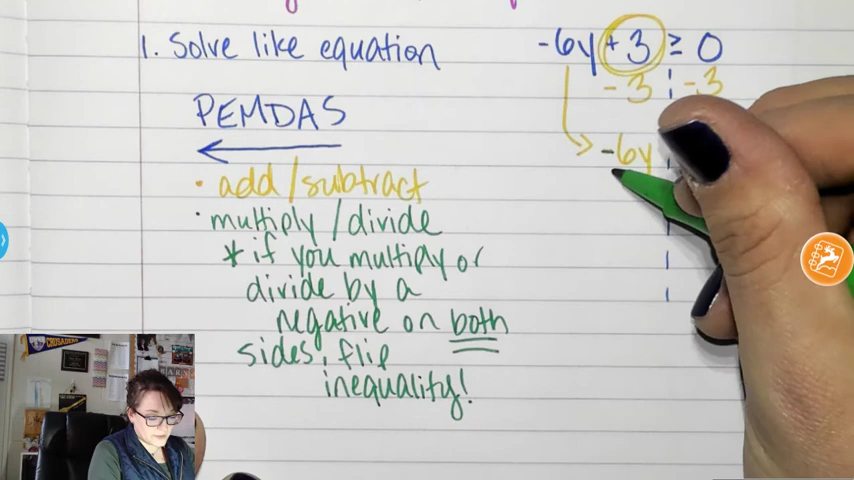 1. Solve like equation
PEMDAS
• add/subtract
• multiply/divide
* if you multiply or
divide by a
negative on both
sides, flip
inequality!
-6y + 3 ≥ 0
- 3 - 3
-6y
CRUSADERS